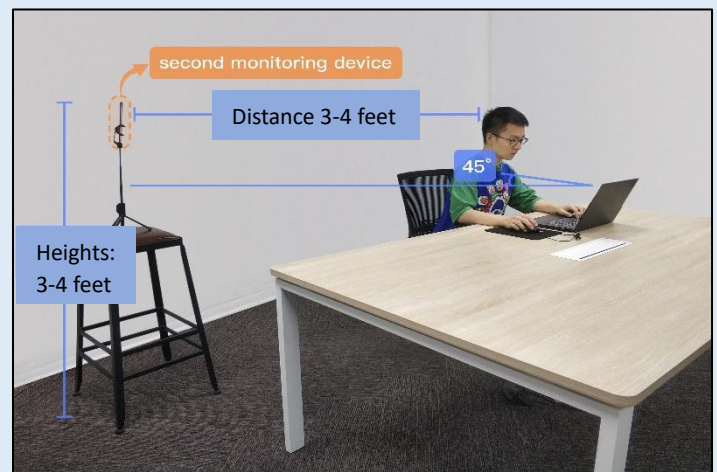 second monitoring device
Distance 3-4 feet
45°
Heights:
3-4 feet